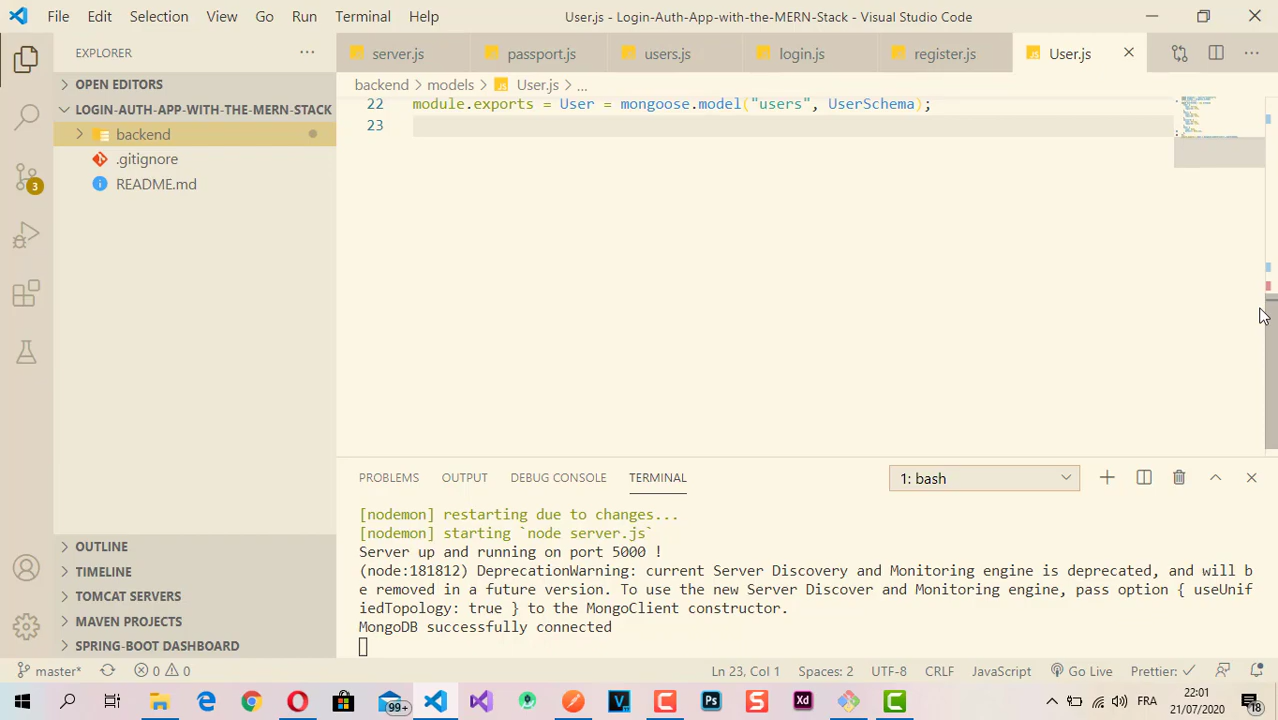 File Edit Selection View Go Run Terminal Help User.js - Login-Auth-App-with-the-MERN-Stack - Visual Studio Code
EXPLORER ...
server.js passport.js users.js login.js register.js User.js
OPEN EDITORS
LOGIN-AUTH-APP-WITH-THE-MERN-STACK
backend
.gitignore
README.md
3
backend > models > User.js > ...
22 module.exports = User = mongoose.model("users", UserSchema);
23
PROBLEMS OUTPUT DEBUG CONSOLE TERMINAL 1: bash
[nodemon] restarting due to changes...
[nodemon] starting `node server.js`
Server up and running on port 5000 !
(node:181812) DeprecationWarning: current Server Discovery and Monitoring engine is deprecated, and will b
e removed in a future version. To use the new Server Discover and Monitoring engine, pass option { useUnif
iedTopology: true } to the MongoClient constructor.
MongoDB successfully connected
OUTLINE
TIMELINE
TOMCAT SERVERS
MAVEN PROJECTS
SPRING-BOOT DASHBOARD
master* 0 0 Ln 23, Col 1 Spaces: 2 UTF-8 CRLF JavaScript Go Live Prettier: ✓
99+ FRA 22:01
21/07/2020 18